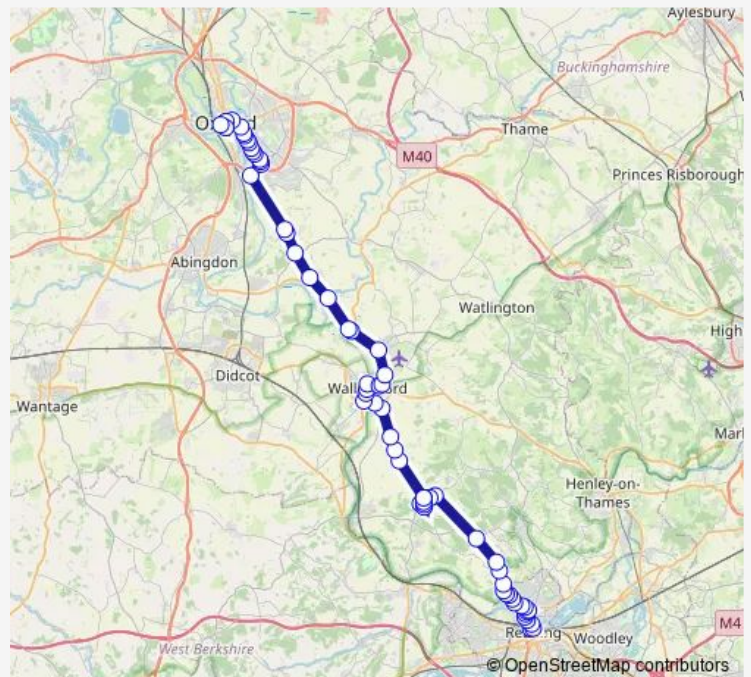 Aylesbury
Buckinghamshire
Thame
M40
Princes Risborough
Abingdon
Watlington
High
Didcot
Wantage
Mar
Henley-on-
Thames
West Berkshire
Woodley
M4
© OpenStreetMap contributors